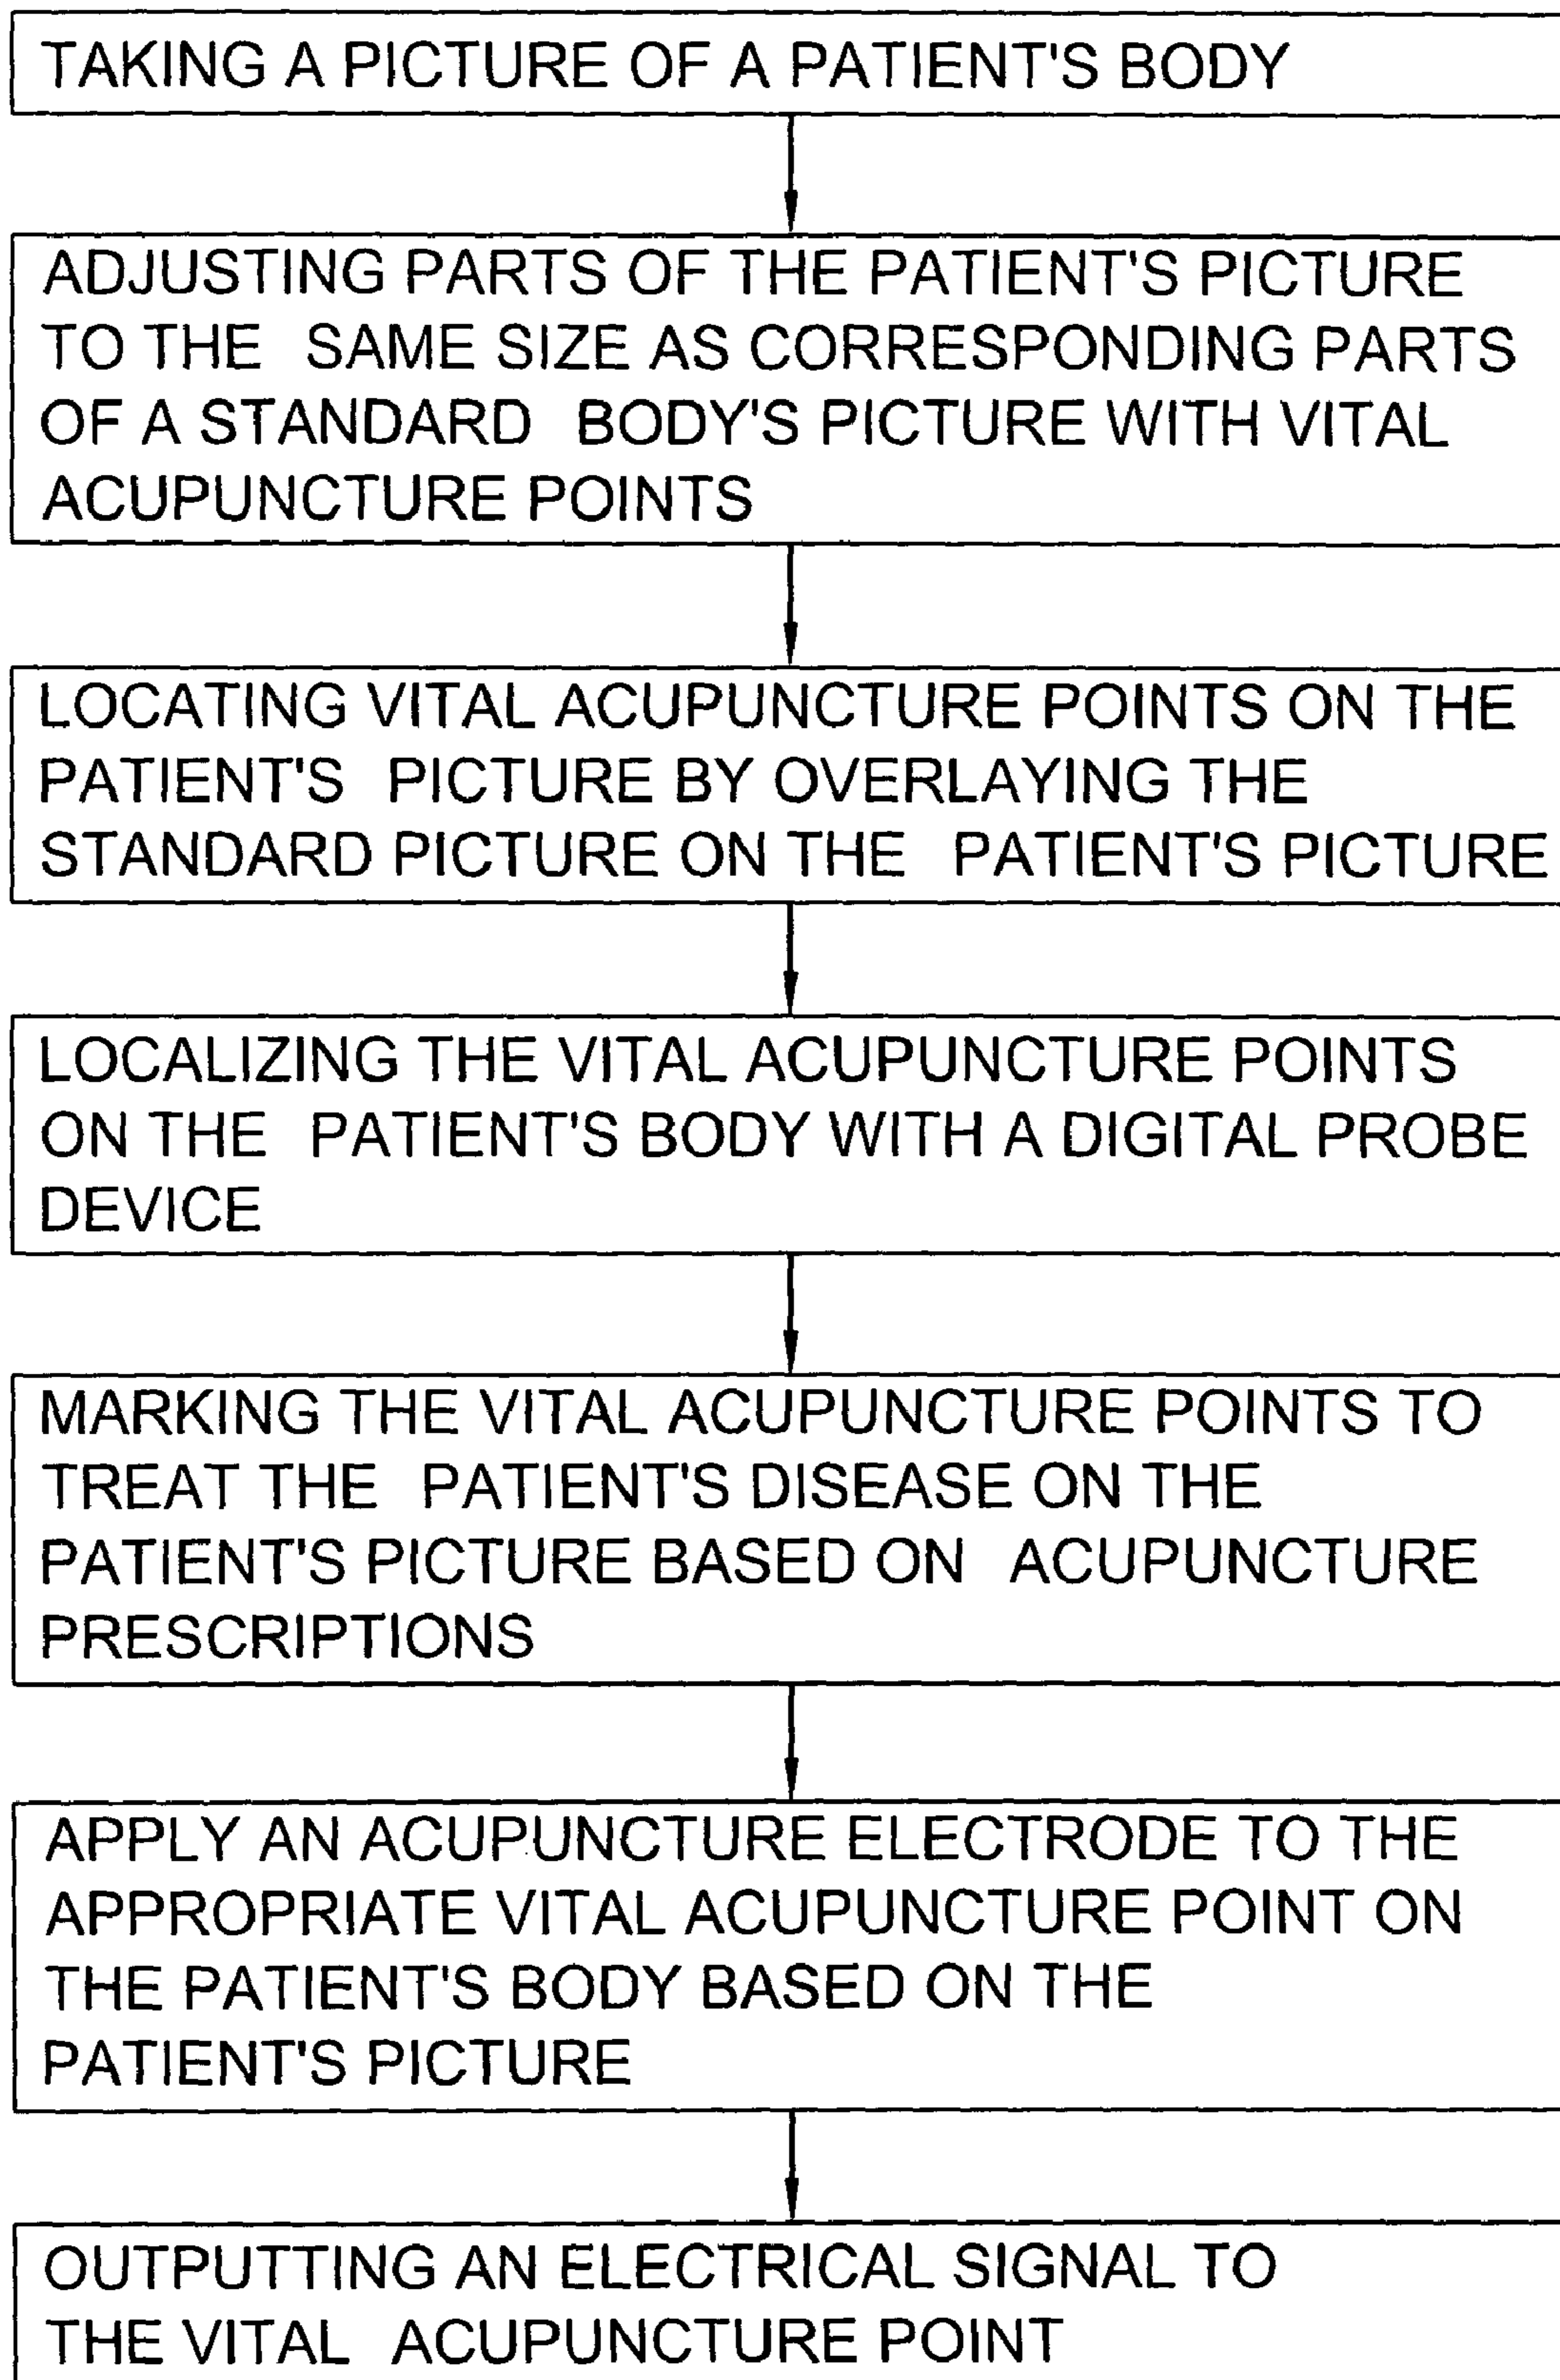 TAKING A PICTURE OF A PATIENT'S BODY
ADJUSTING PARTS OF THE PATIENT'S PICTURE
TO THE SAME SIZE AS CORRESPONDING PARTS
OF A STANDARD BODY'S PICTURE WITH VITAL
ACUPUNCTURE POINTS
LOCATING VITAL ACUPUNCTURE POINTS ON THE
PATIENT'S PICTURE BY OVERLAYING THE
STANDARD PICTURE ON THE PATIENT'S PICTURE
LOCALIZING THE VITAL ACUPUNCTURE POINTS
ON THE PATIENT'S BODY WITH A DIGITAL PROBE
DEVICE
MARKING THE VITAL ACUPUNCTURE POINTS TO
TREAT THE PATIENT'S DISEASE ON THE
PATIENT'S PICTURE BASED ON ACUPUNCTURE
PRESCRIPTIONS
APPLY AN ACUPUNCTURE ELECTRODE TO THE
APPROPRIATE VITAL ACUPUNCTURE POINT ON
THE PATIENT'S BODY BASED ON THE
PATIENT'S PICTURE
OUTPUTTING AN ELECTRICAL SIGNAL TO
THE VITAL ACUPUNCTURE POINT